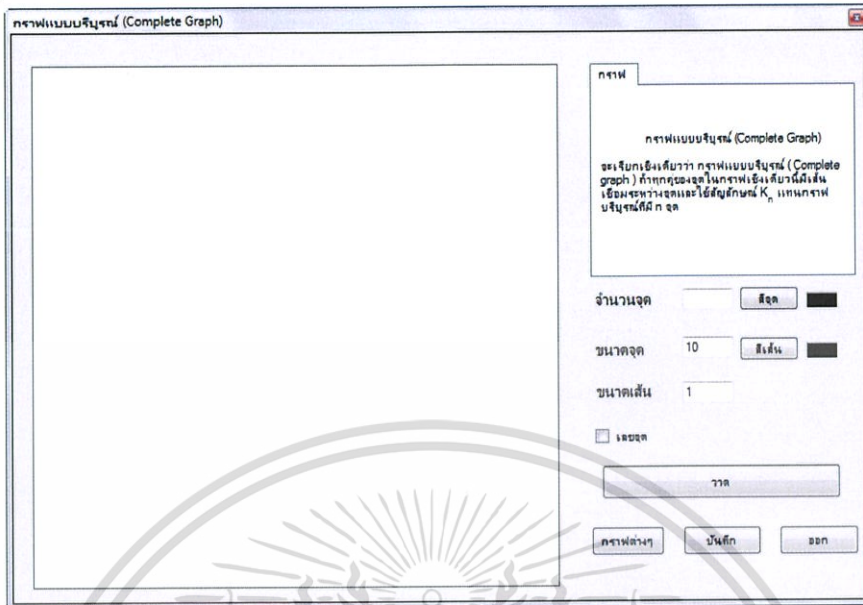 กราฟแบบบริบูรณ์ (Complete Graph)
กราฟ
กราฟแบบบริบูรณ์ (Complete Graph)
จะเรียกเชิงเดียวว่า กราฟแบบบริบูรณ์ ( Complete
graph ) ถ้าทุกคู่ของจุดในกราฟเชิงเดียวนี้มีเส้น
เชื่อมระหว่างจุดและใช้สัญลักษณ์ Kn แทนกราฟ
บริบูรณ์ที่มี n จุด
จำนวนจุด สีจุด
ขนาดจุด 10 สีเส้น
ขนาดเส้น 1
เลขจุด
วาด
กราฟต่างๆ บันทึก ออก